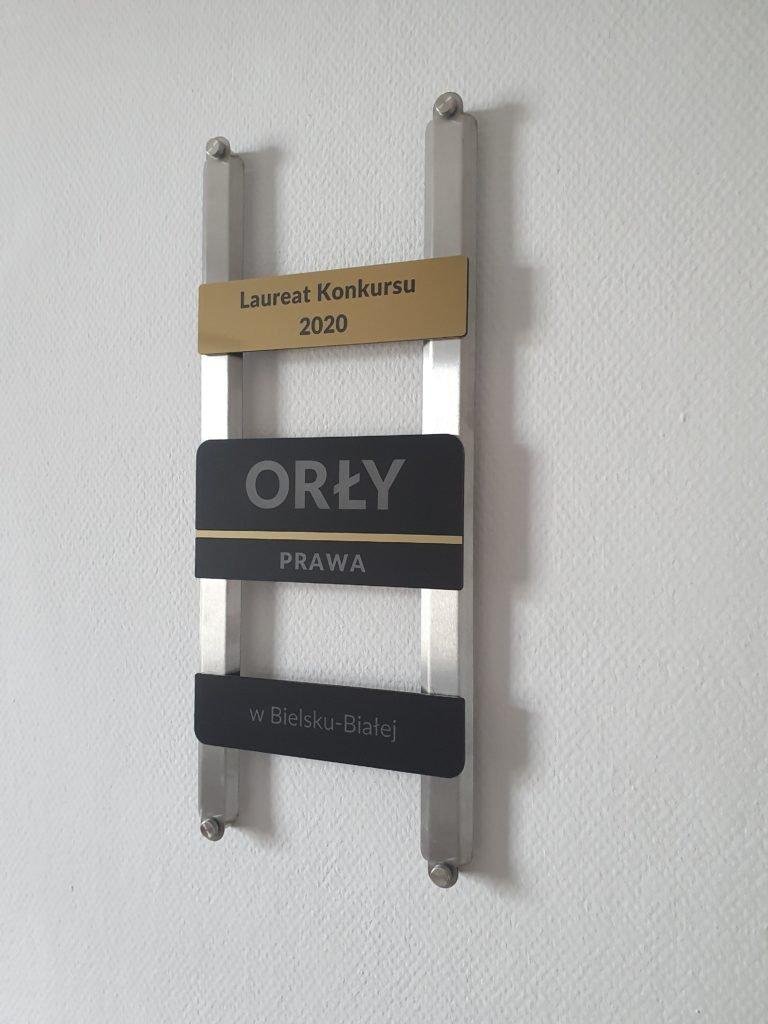 Laureat Konkursu
2020
ORŁY
PRAWA
w Bielsku-Białej